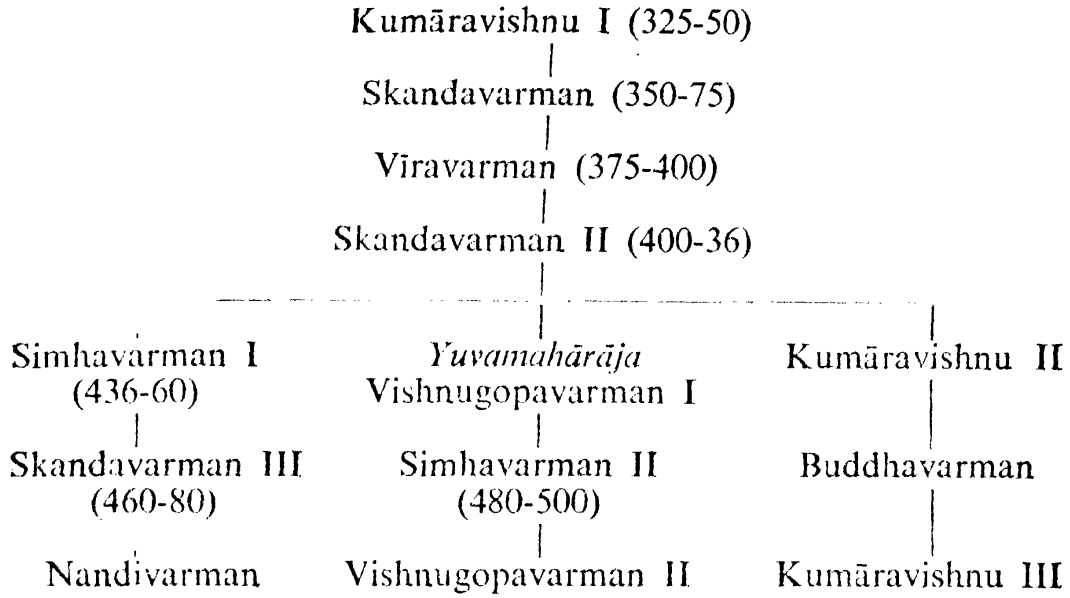 Kumāravishnu I (325-50)
Skandavarman (350-75)
Vīravarman (375-400)
Skandavarman II (400-36)
Simhavarman I Yuvamahārāja Kumāravishnu II
(436-60) Vishnugopavarman I
Skandavarman III Simhavarman II Buddhavarman
(460-80) (480-500)
Nandivarman Vishnugopavarman II Kumāravishnu III